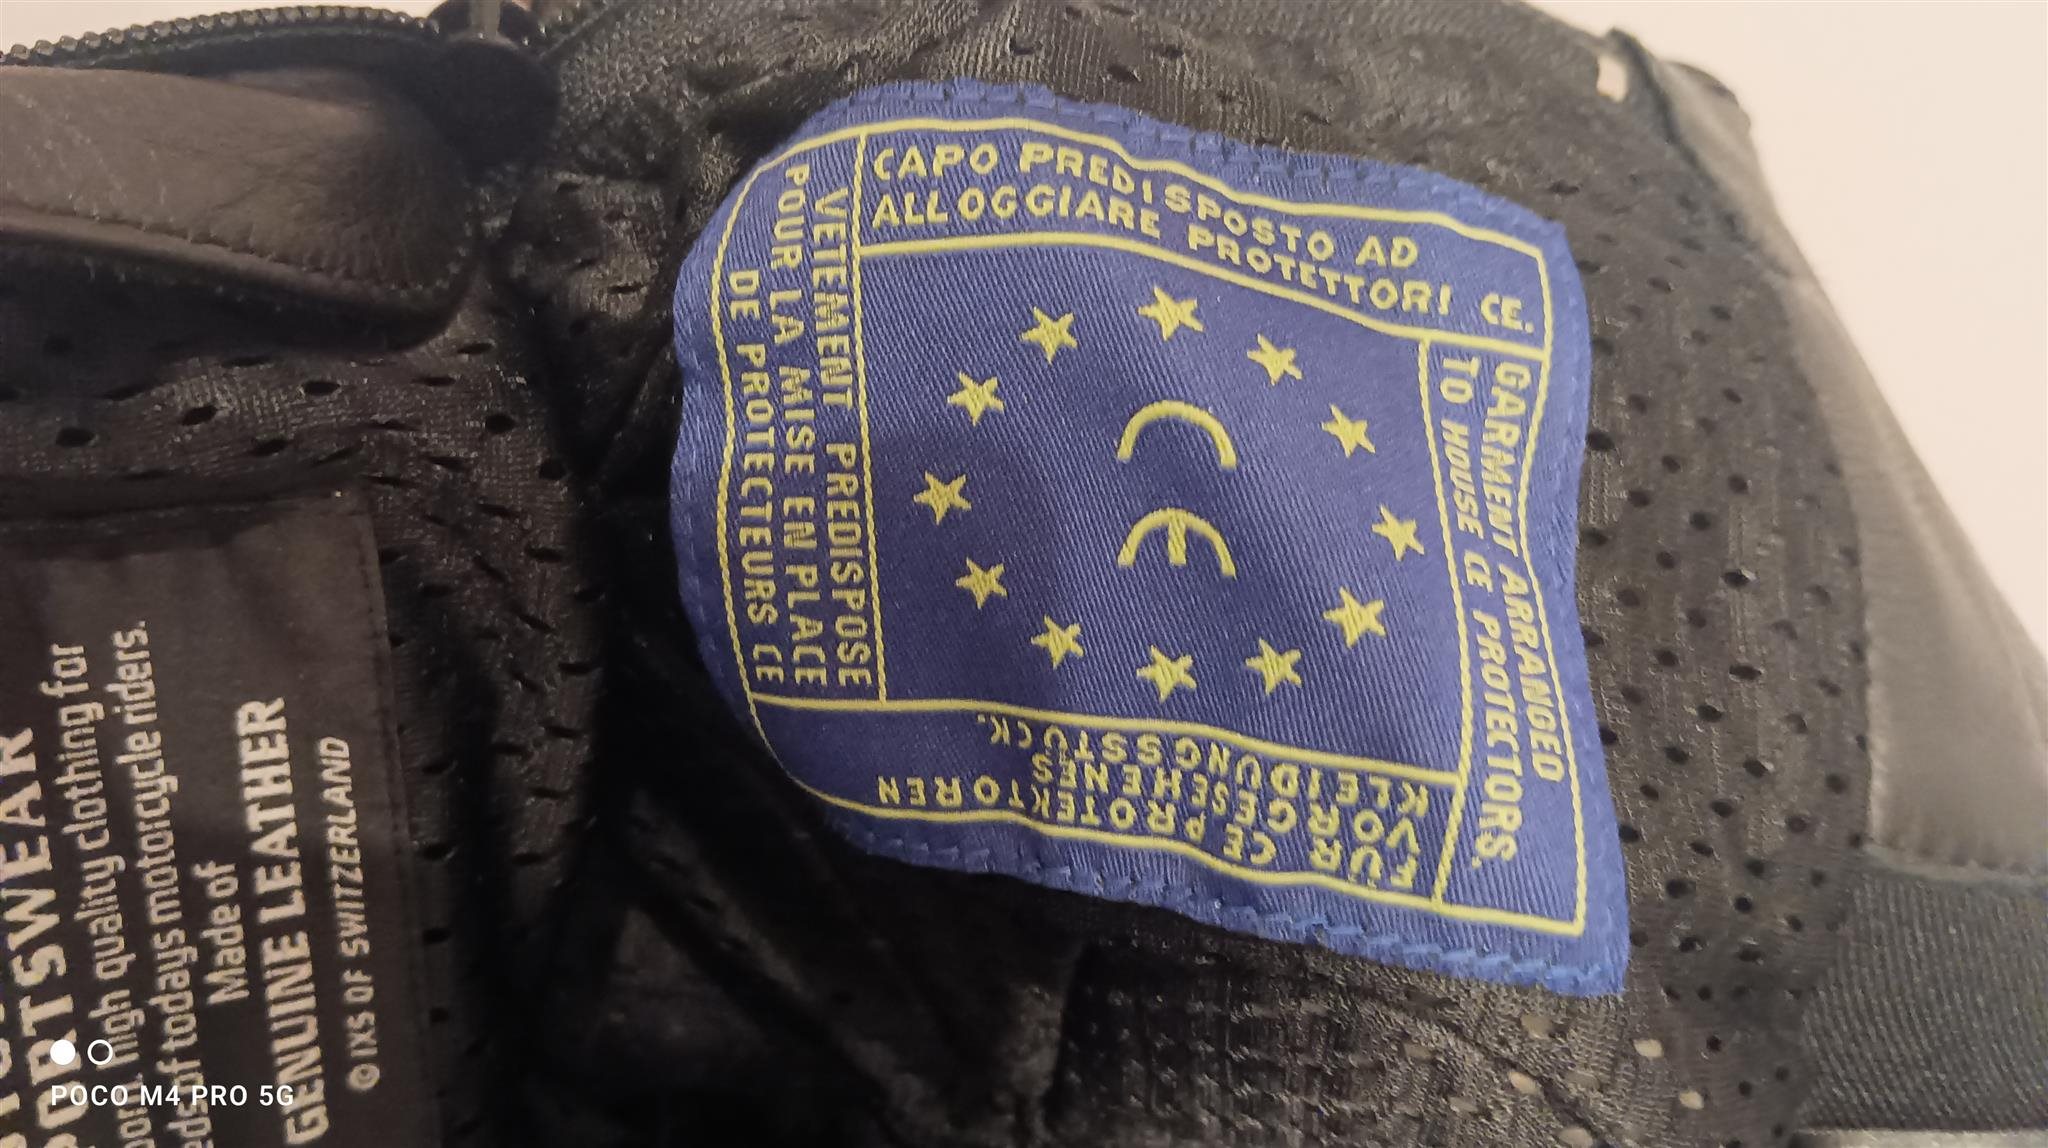 CAPO PREDISPOSTO AD
ALLOGGIARE PROTETTORI CE.
GARMENT ARRANGED
TO HOUSE CE PROTECTORS.
FÜR CE PROTEKTOREN
VORGESEHENES
KLEIDUNGSSTÜCK.
VETEMENT PREDISPOSE
POUR LA MISE EN PLACE
DE PROTECTEURS CE
CE
high quality clothing for
of todays motorcycle riders.
Made of
GENUINE LEATHER
© IXS OF SWITZERLAND
POCO M4 PRO 5G